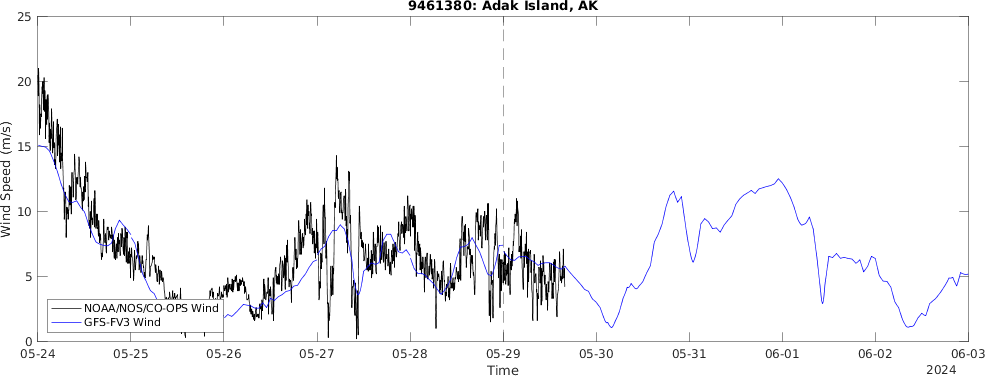 9461380: Adak Island, AK
25
20
15
10
5
0
Wind Speed (m/s)
NOAA/NOS/CO-OPS Wind
GFS-FV3 Wind
05-24 05-25 05-26 05-27 05-28 05-29 05-30 05-31 06-01 06-02 06-03
Time
2024